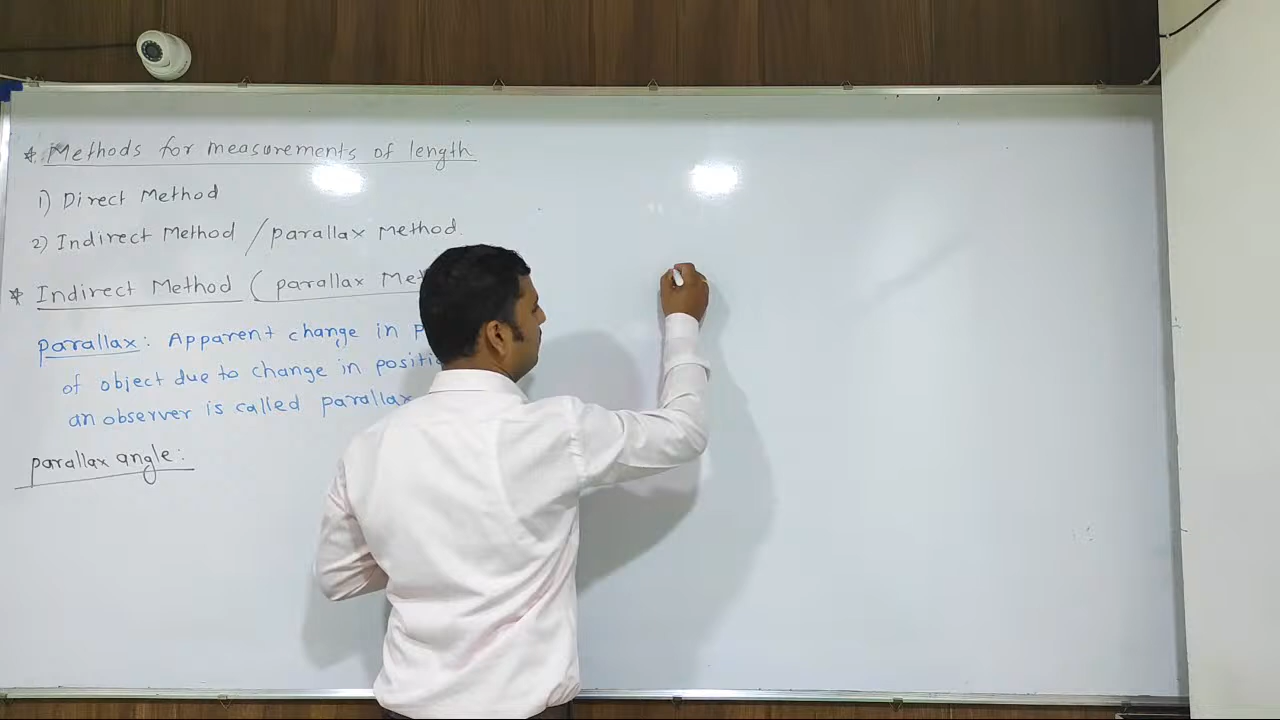 * Methods for measurements of length
1) Direct Method
2) Indirect Method / parallax Method.
* Indirect Method ( parallax Met
parallax : Apparent change in p
of object due to change in positi
an observer is called parallax
parallax angle :